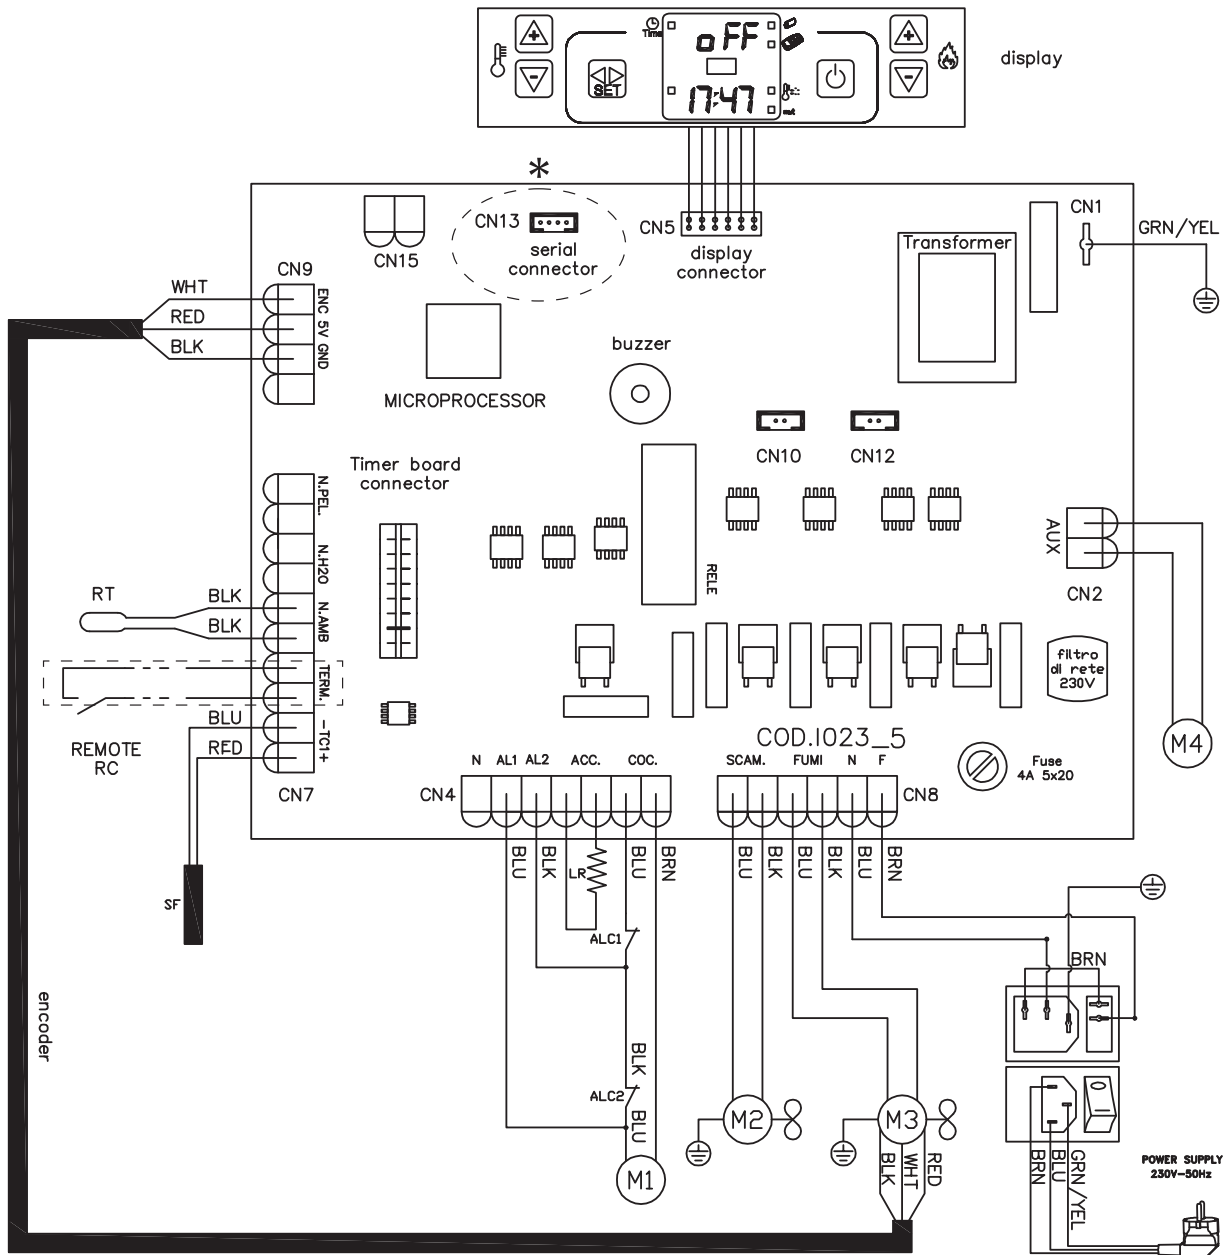 Time
oFF
SET
17:47
display
*
CN13
serial
connector
CN5
display
connector
CN15
Transformer
CN1
GRN/YEL
CN9
WHT
RED
BLK
ENC 5V GND
MICROPROCESSOR
buzzer
CN10
CN12
Timer board
connector
N.PEL.
N.H2O
N.AMB
TERM.
-TC1+
RELE
AUX
CN2
RT
BLK
BLK
REMOTE
RC
BLU
RED
CN7
SF
filtro
di rete
230V
M4
COD.1023_5
Fuse
4A 5x20
N AL1 AL2 ACC. COC.
CN4
SCAM. FUMI N F
CN8
BLU
BLK
LR
BLU
BRN
BLU
BLK
BLU
BLK
BLU
BRN
ALC1
BLK
ALC2
BLU
M1
M2
M3
BLK
WHT
RED
BRN
BRN
BLU
GRN/YEL
POWER SUPPLY
230V-50Hz
encoder